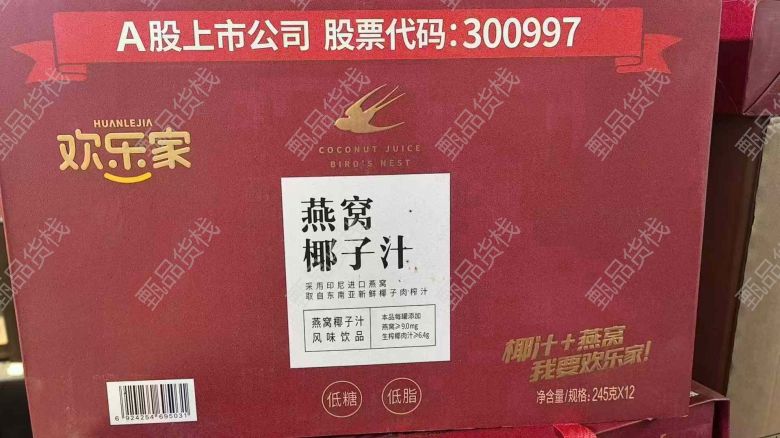 A股上市公司 股票代码:300997
HUANLEJIA
欢乐家
COCONUT JUICE
BIRD'S NEST
燕窝
椰子汁
采用印尼进口燕窝
取自东南亚新鲜椰子肉榨汁
燕窝椰子汁
风味饮品
本品每罐添加
燕窝≥9.0mg
生榨椰肉汁≥6.4g
椰汁+燕窝
我要欢乐家!
低糖
低脂
净含量/规格: 245克X12
6924254695031
甄品货栈